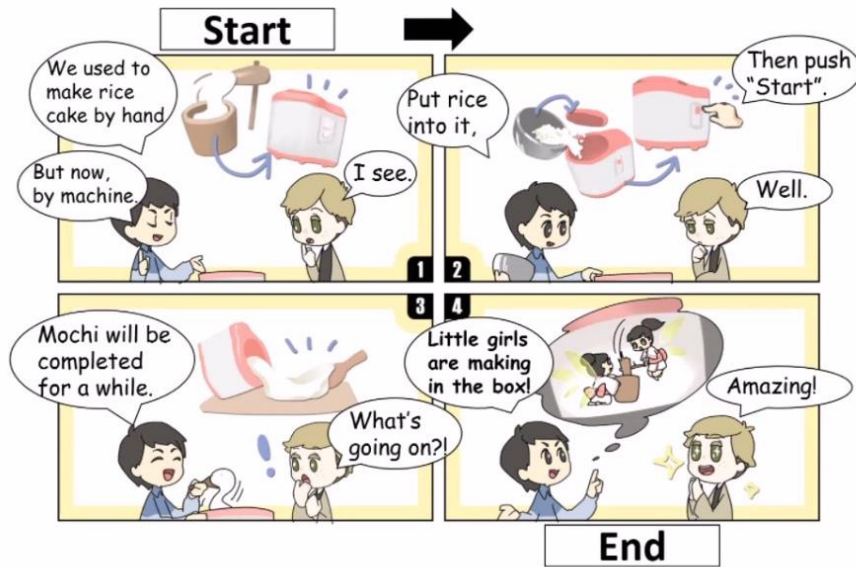 Start
We used to
make rice
cake by hand
But now,
by machine.
I see.
1
Put rice
into it,
Then push
“Start”.
Well.
2
Mochi will be
completed
for a while.
What's
going on?!
3
Little girls
are making
in the box!
Amazing!
4
End